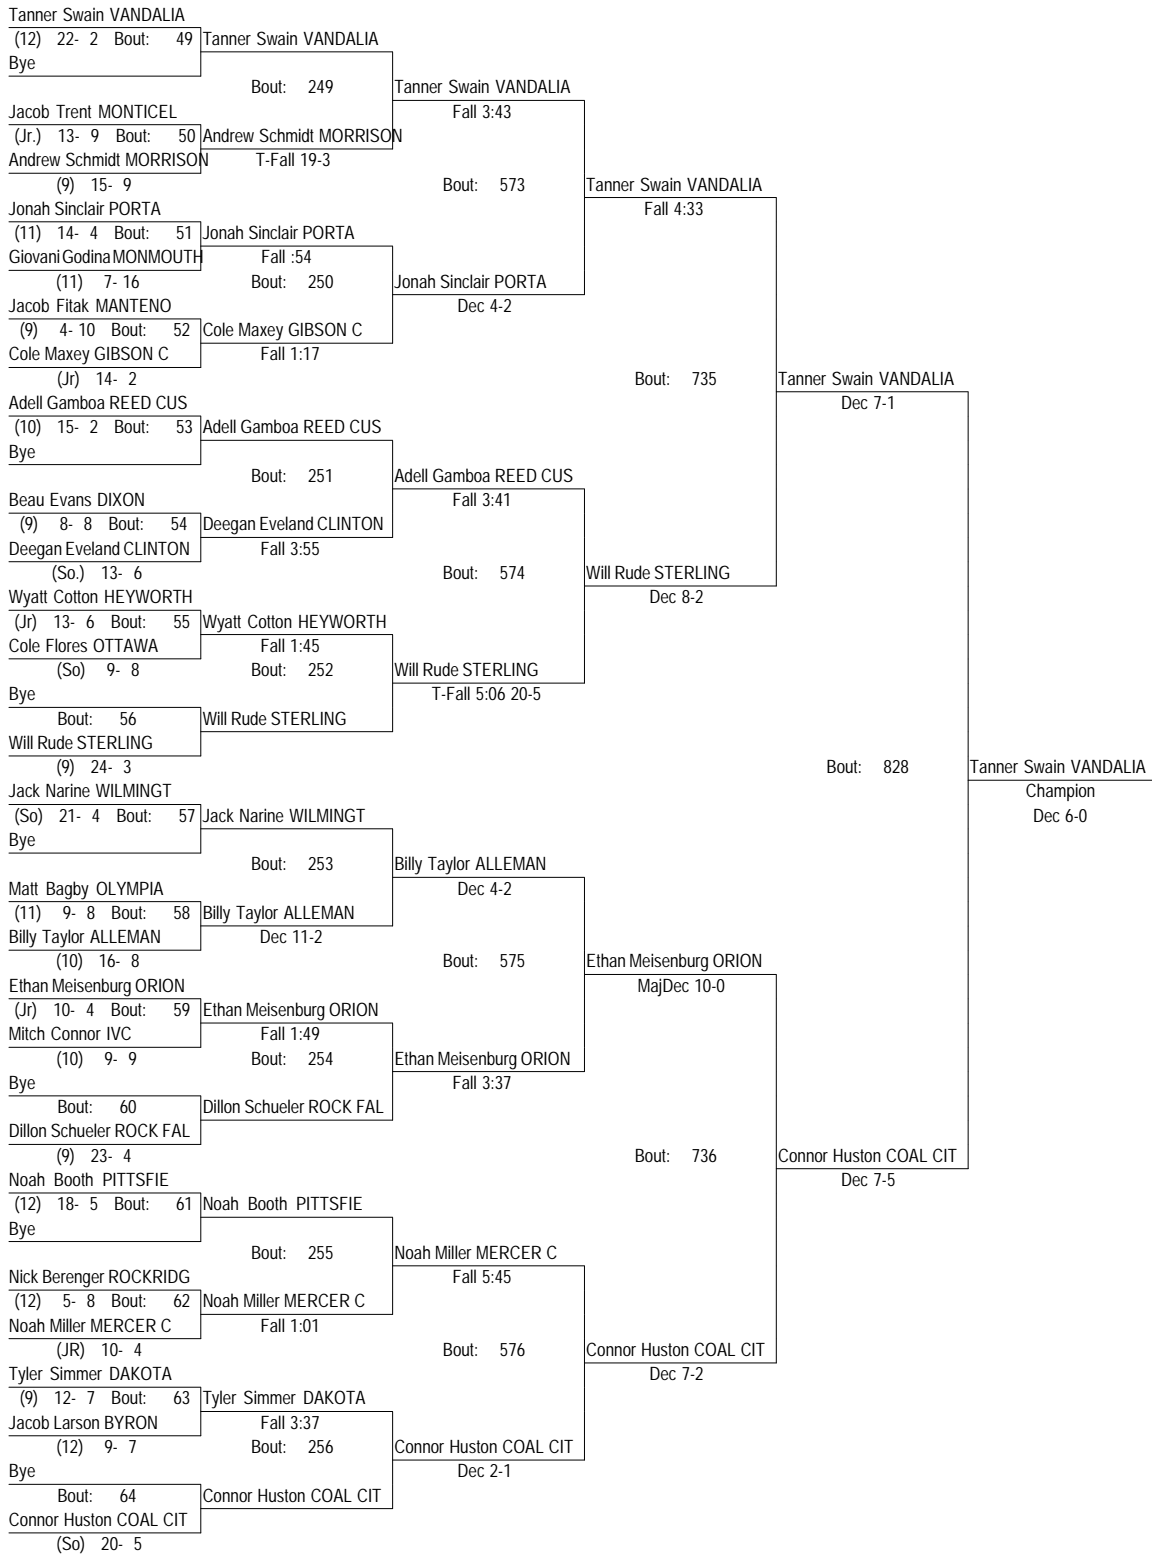 Tanner Swain VANDALIA
(12) 22- 2 Bout: 49 Tanner Swain VANDALIA
Bye
Bout: 249 Tanner Swain VANDALIA
Jacob Trent MONTICEL Fall 3:43
(Jr.) 13- 9 Bout: 50 Andrew Schmidt MORRISON
Andrew Schmidt MORRISON T-Fall 19-3
(9) 15- 9 Bout: 573 Tanner Swain VANDALIA
Jonah Sinclair PORTA Fall 4:33
(11) 14- 4 Bout: 51 Jonah Sinclair PORTA
Giovani Godina MONMOUTH Fall :54
(11) 7- 16 Bout: 250 Jonah Sinclair PORTA
Jacob Fitak MANTENO Dec 4-2
(9) 4- 10 Bout: 52 Cole Maxey GIBSON C
Cole Maxey GIBSON C Fall 1:17
(Jr) 14- 2 Bout: 735 Tanner Swain VANDALIA
Adell Gamboa REED CUS Dec 7-1
(10) 15- 2 Bout: 53 Adell Gamboa REED CUS
Bye
Bout: 251 Adell Gamboa REED CUS
Beau Evans DIXON Fall 3:41
(9) 8- 8 Bout: 54 Deegan Eveland CLINTON
Deegan Eveland CLINTON Fall 3:55
(So.) 13- 6 Bout: 574 Will Rude STERLING
Wyatt Cotton HEYWORTH Dec 8-2
(Jr) 13- 6 Bout: 55 Wyatt Cotton HEYWORTH
Cole Flores OTTAWA Fall 1:45
(So) 9- 8 Bout: 252 Will Rude STERLING
Bye T-Fall 5:06 20-5
Bout: 56 Will Rude STERLING
Will Rude STERLING
(9) 24- 3 Bout: 828 Tanner Swain VANDALIA
Jack Narine WILMINGT Champion
(So) 21- 4 Bout: 57 Jack Narine WILMINGT Dec 6-0
Bye
Bout: 253 Billy Taylor ALLEMAN
Matt Bagby OLYMPIA Dec 4-2
(11) 9- 8 Bout: 58 Billy Taylor ALLEMAN
Billy Taylor ALLEMAN Dec 11-2
(10) 16- 8 Bout: 575 Ethan Meisenburg ORION
Ethan Meisenburg ORION MajDec 10-0
(Jr) 10- 4 Bout: 59 Ethan Meisenburg ORION
Mitch Connor IVC Fall 1:49
(10) 9- 9 Bout: 254 Ethan Meisenburg ORION
Bye Fall 3:37
Bout: 60 Dillon Schueler ROCK FAL
Dillon Schueler ROCK FAL
(9) 23- 4 Bout: 736 Connor Huston COAL CIT
Noah Booth PITTSFIE Dec 7-5
(12) 18- 5 Bout: 61 Noah Booth PITTSFIE
Bye
Bout: 255 Noah Miller MERCER C
Nick Berenger ROCKRIDG Fall 5:45
(12) 5- 8 Bout: 62 Noah Miller MERCER C
Noah Miller MERCER C Fall 1:01
(JR) 10- 4 Bout: 576 Connor Huston COAL CIT
Tyler Simmer DAKOTA Dec 7-2
(9) 12- 7 Bout: 63 Tyler Simmer DAKOTA
Jacob Larson BYRON Fall 3:37
(12) 9- 7 Bout: 256 Connor Huston COAL CIT
Bye Dec 2-1
Bout: 64 Connor Huston COAL CIT
Connor Huston COAL CIT
(So) 20- 5